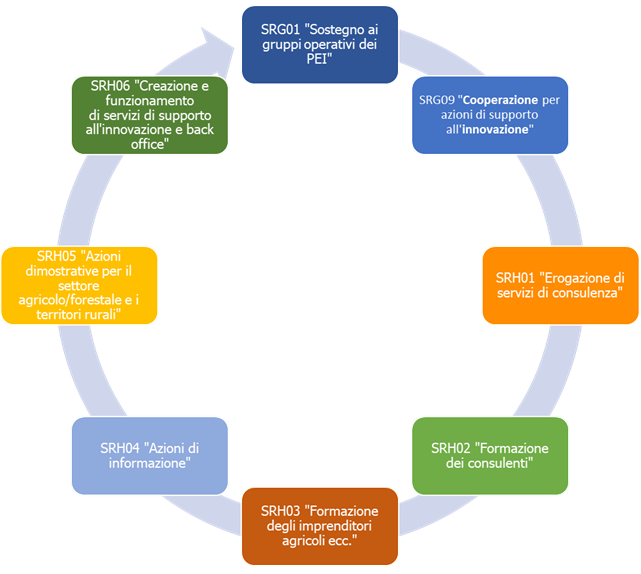 SRG01 "Sostegno ai
gruppi operativi dei
PEI"
SRG09 "Cooperazione per
azioni di supporto
all'innovazione"
SRH01 "Erogazione di
servizi di consulenza"
SRH02 "Formazione
dei consulenti"
SRH03 "Formazione
degli imprenditori
agricoli ecc."
SRH04 "Azioni di
informazione"
SRH05 "Azioni
dimostrative per il
settore
agricolo/forestale e i
territori rurali"
SRH06 "Creazione e
funzionamento
di servizi di supporto
all'innovazione e back
office"